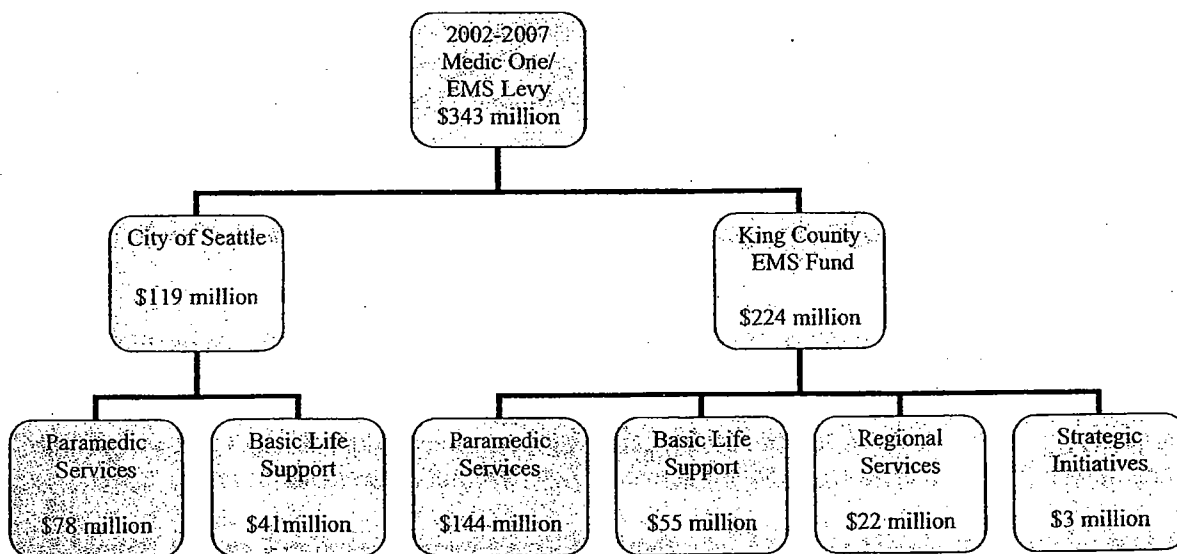 2002-2007
Medic One/
EMS Levy
$343 million
City of Seattle
$119 million
King County
EMS Fund
$224 million
Paramedic
Services
$78 million
Basic Life
Support
$41million
Paramedic
Services
$144 million
Basic Life
Support
$55 million
Regional
Services
$22 million
Strategic
Initiatives
$3 million